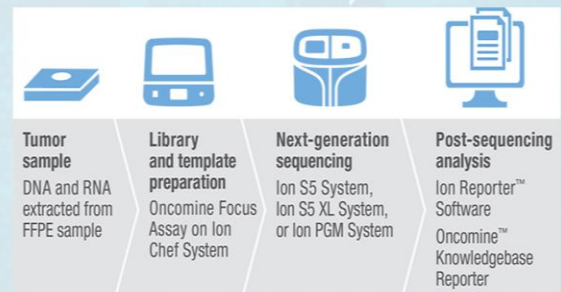 Tumor
sample
DNA and RNA
extracted from
FFPE sample
Library
and template
preparation
Oncomine Focus
Assay on Ion
Chef System
Next-generation
sequencing
Ion S5 System,
Ion S5 XL System,
or Ion PGM System
Post-sequencing
analysis
Ion Reporter™
Software
Oncomine™
Knowledgebase
Reporter